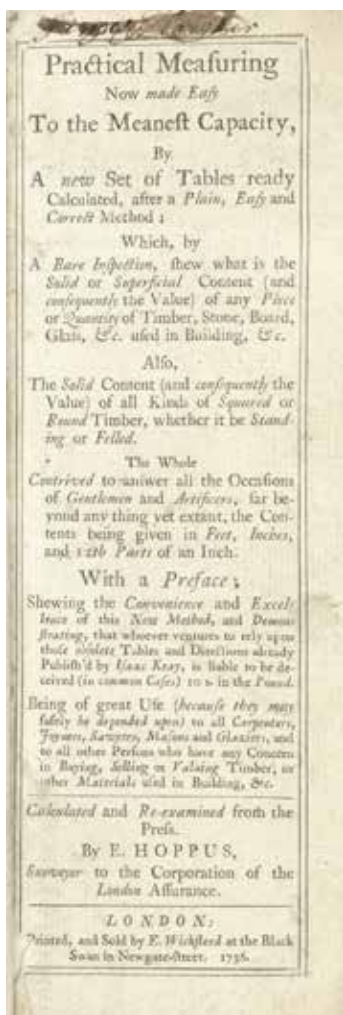 Practical Meaſuring
Now made Eaſy
To the Meaneſt Capacity,
By
A new Set of Tables ready
Calculated, after a Plain, Eaſy and
Correct Method;
Which, by
A Bare Inſpection, ſhew what is the
Solid or Superficial Content (and
conſequently the Value) of any Piece
or Quantity of Timber, Stone, Board,
Glaſs, &c. uſed in Building, &c.
Alſo,
The Solid Content (and conſequently the
Value) of all Kinds of Squared or
Round Timber, whether it be Stand-
ing or Felled.
The Whole
Contrived to anſwer all the Occaſions
of Gentlemen and Artificers, far be-
yond any thing yet extant, the Con-
tents being given in Feet, Inches,
and 12th Parts of an Inch.
With a Preface;
Shewing the Convenience and Excel-
lence of this New Method, and Demon-
ſtrating, that whoever ventures to rely upon
thoſe obſolete Tables and Directions already
Publiſh'd by Iſaac Keay, is liable to be de-
ceived (in common Caſes) 10 s. in the Pound.
Being of great Uſe (becauſe they may
ſafely be depended upon) to all Carpenters,
Joyners, Sawyers, Maſons and Glaziers, and
to all other Perſons who have any Concern
in Buying, Selling or Valuing Timber, or
other Materials uſed in Building, &c.
Calculated and Re-examined from the
Preſs.
By E. HOPPUS,
Surveyor to the Corporation of the
London Aſſurance.
LONDON:
Printed, and Sold by E. Wickſteed at the Black
Swan in Newgate-ſtreet. 1736.